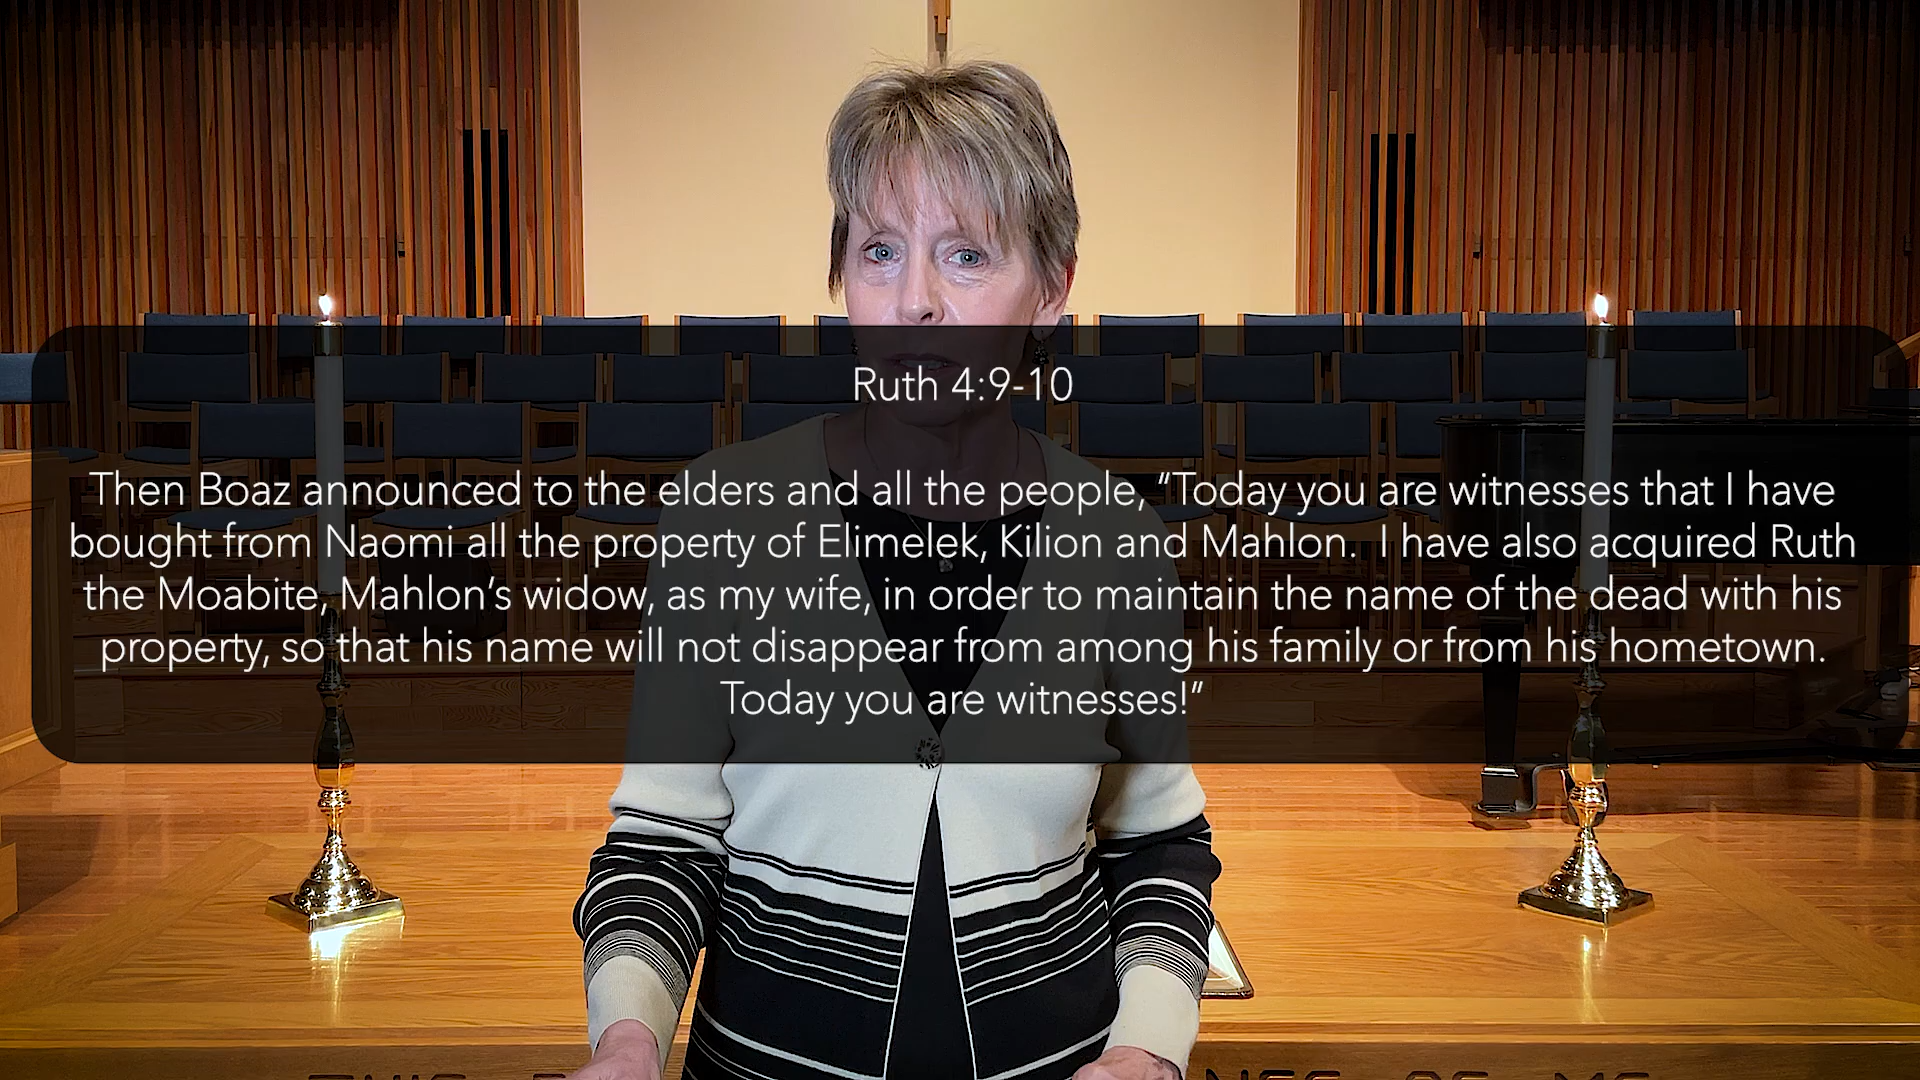 Ruth 4:9-10
Then Boaz announced to the elders and all the people, “Today you are witnesses that I have
bought from Naomi all the property of Elimelek, Kilion and Mahlon.  I have also acquired Ruth
the Moabite, Mahlon’s widow, as my wife, in order to maintain the name of the dead with his
property, so that his name will not disappear from among his family or from his hometown.
Today you are witnesses!”